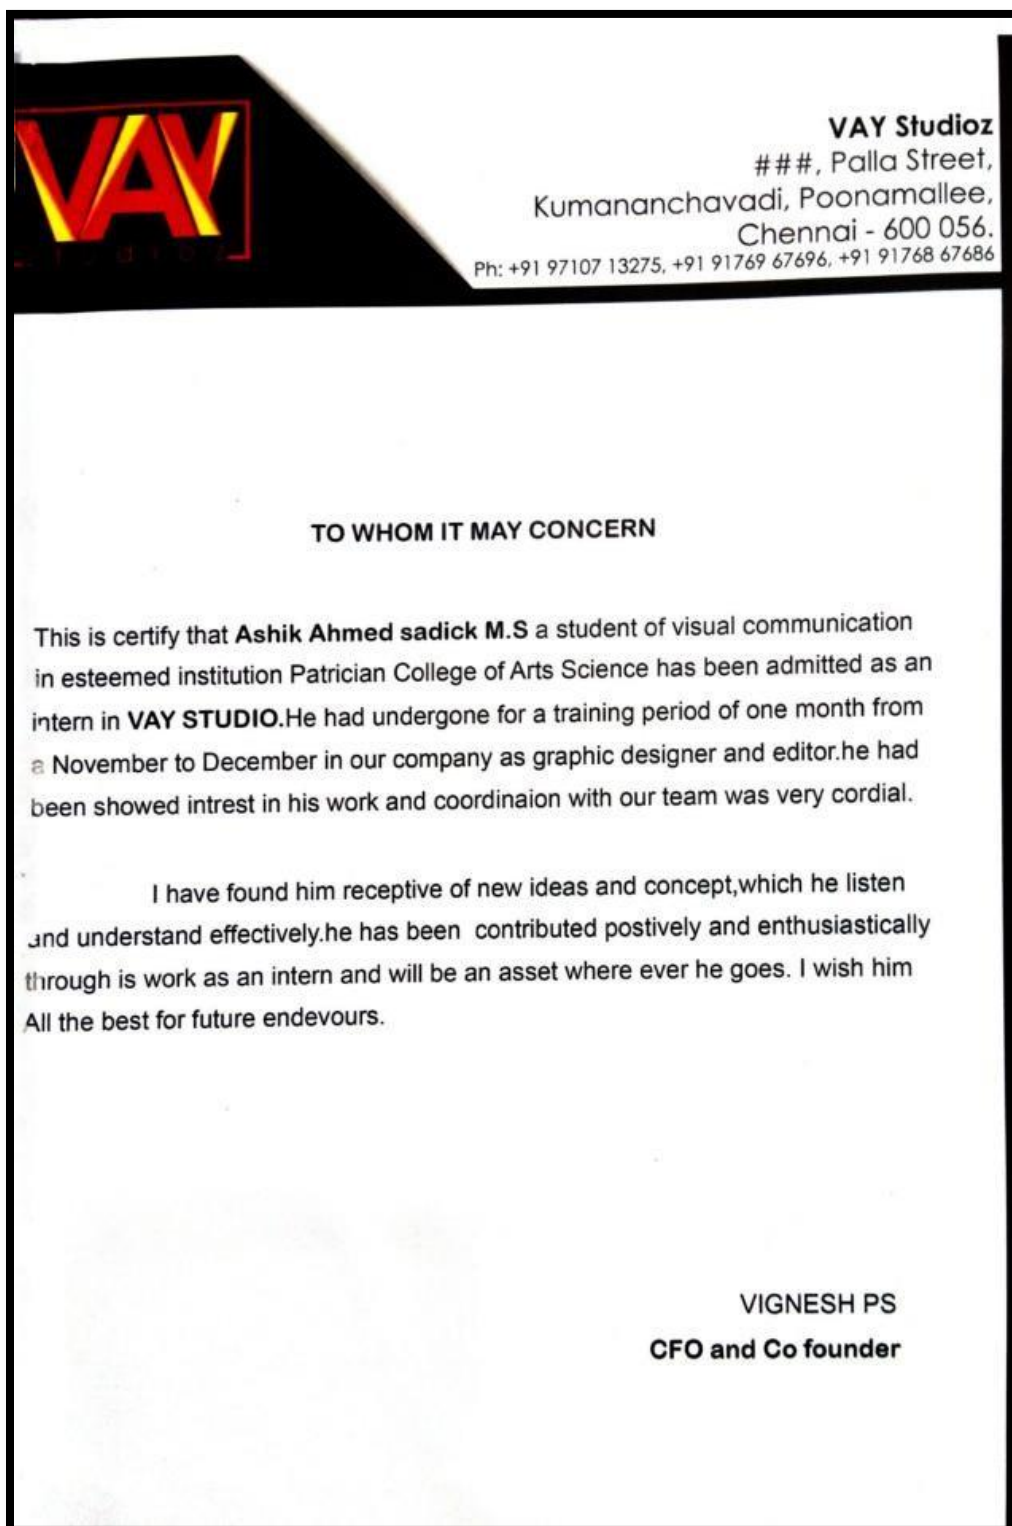 VAY
Studioz
VAY Studioz
###, Palla Street,
Kumananchavadi, Poonamallee,
Chennai - 600 056.
Ph: +91 97107 13275, +91 91769 67696, +91 91768 67686
TO WHOM IT MAY CONCERN
This is certify that Ashik Ahmed sadick M.S a student of visual communication
in esteemed institution Patrician College of Arts Science has been admitted as an
intern in VAY STUDIO.He had undergone for a training period of one month from
a November to December in our company as graphic designer and editor.he had
been showed intrest in his work and coordinaion with our team was very cordial.
I have found him receptive of new ideas and concept,which he listen
and understand effectively.he has been contributed postively and enthusiastically
through is work as an intern and will be an asset where ever he goes. I wish him
All the best for future endevours.
VIGNESH PS
CFO and Co founder